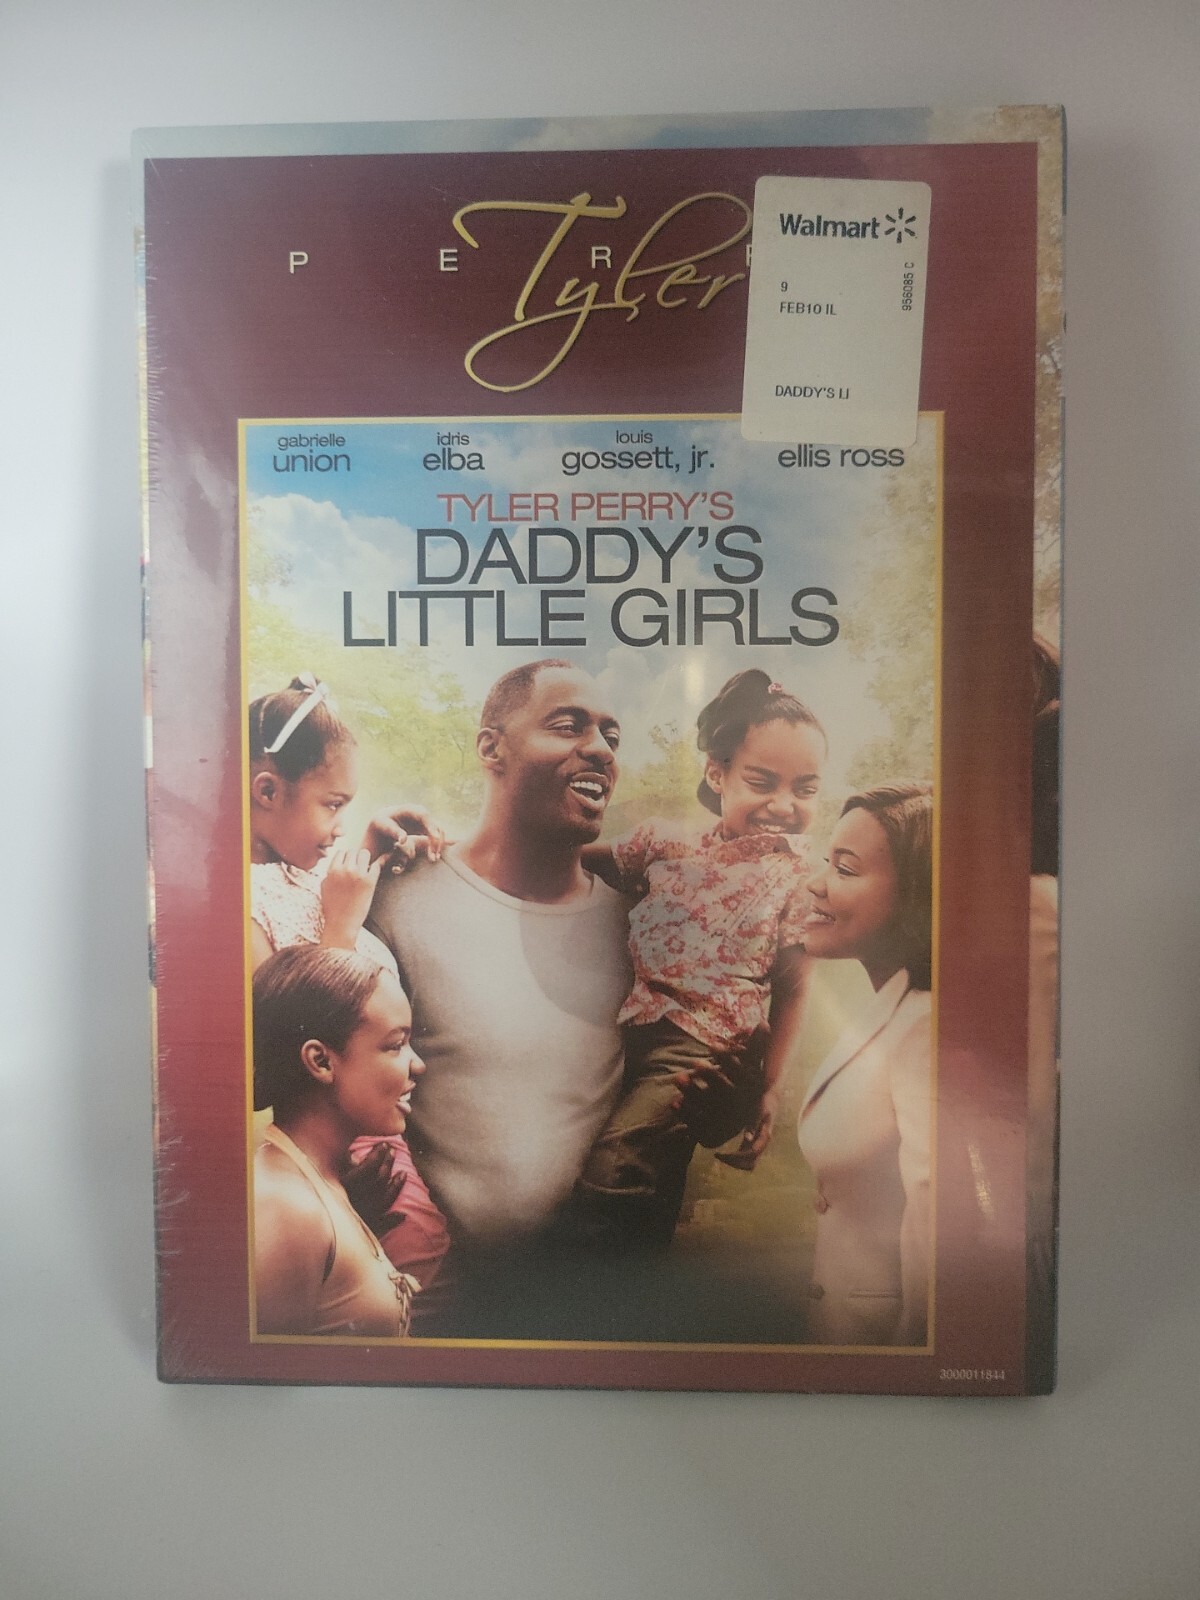 Tyler
P E R R
Walmart
9
FEB10 IL
956085 C
DADDY'S LI
gabrielle
union
idris
elba
louis
gossett, jr.
ellis ross
TYLER PERRY'S
DADDY'S
LITTLE GIRLS
3000011844